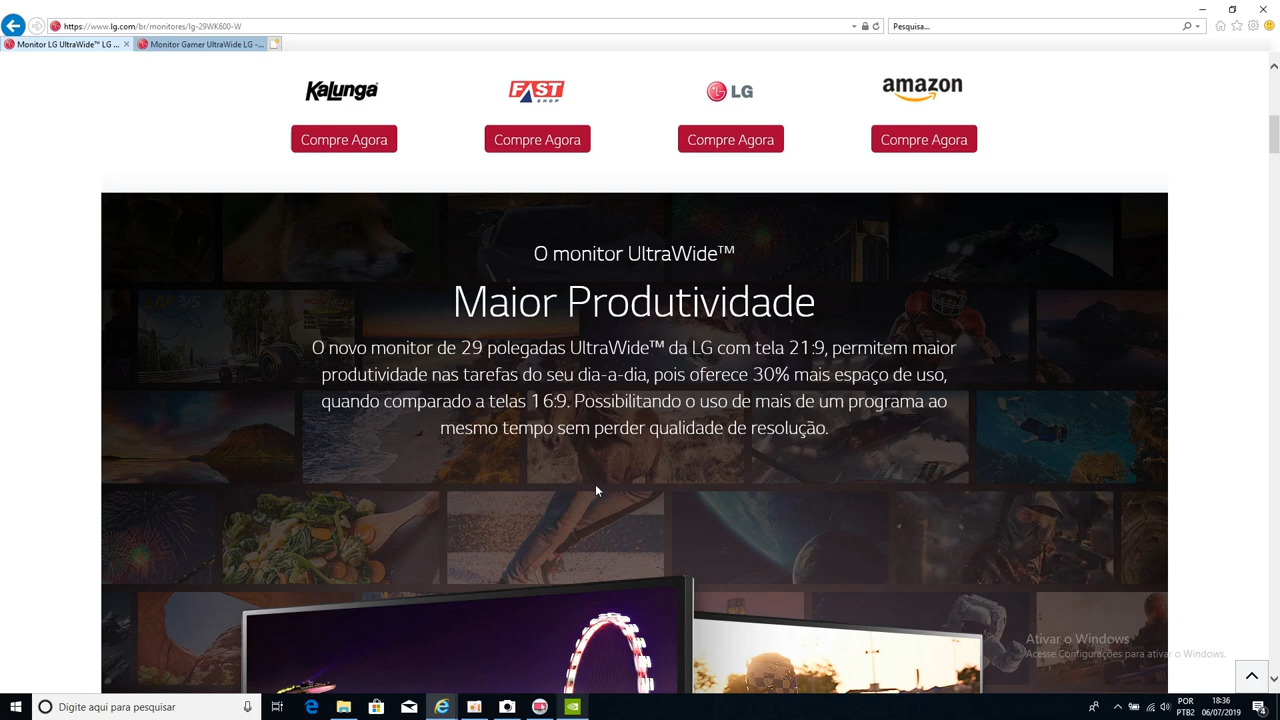 https://www.lg.com/br/monitores/lg-29WK600-W
Pesquisa...
Monitor LG UltraWide™ LG ...
Monitor Gamer UltraWide LG -...
Kalunga
FAST
SHOP
LG
amazon
Compre Agora
Compre Agora
Compre Agora
Compre Agora
O monitor UltraWide™
Maior Produtividade
O novo monitor de 29 polegadas UltraWide™ da LG com tela 21:9, permitem maior
produtividade nas tarefas do seu dia-a-dia, pois oferece 30% mais espaço de uso,
quando comparado a telas 16:9. Possibilitando o uso de mais de um programa ao
mesmo tempo sem perder qualidade de resolução.
Ativar o Windows
Acesse Configurações para ativar o Windows.
Digite aqui para pesquisar
POR
PTB2
18:36
06/07/2019
4